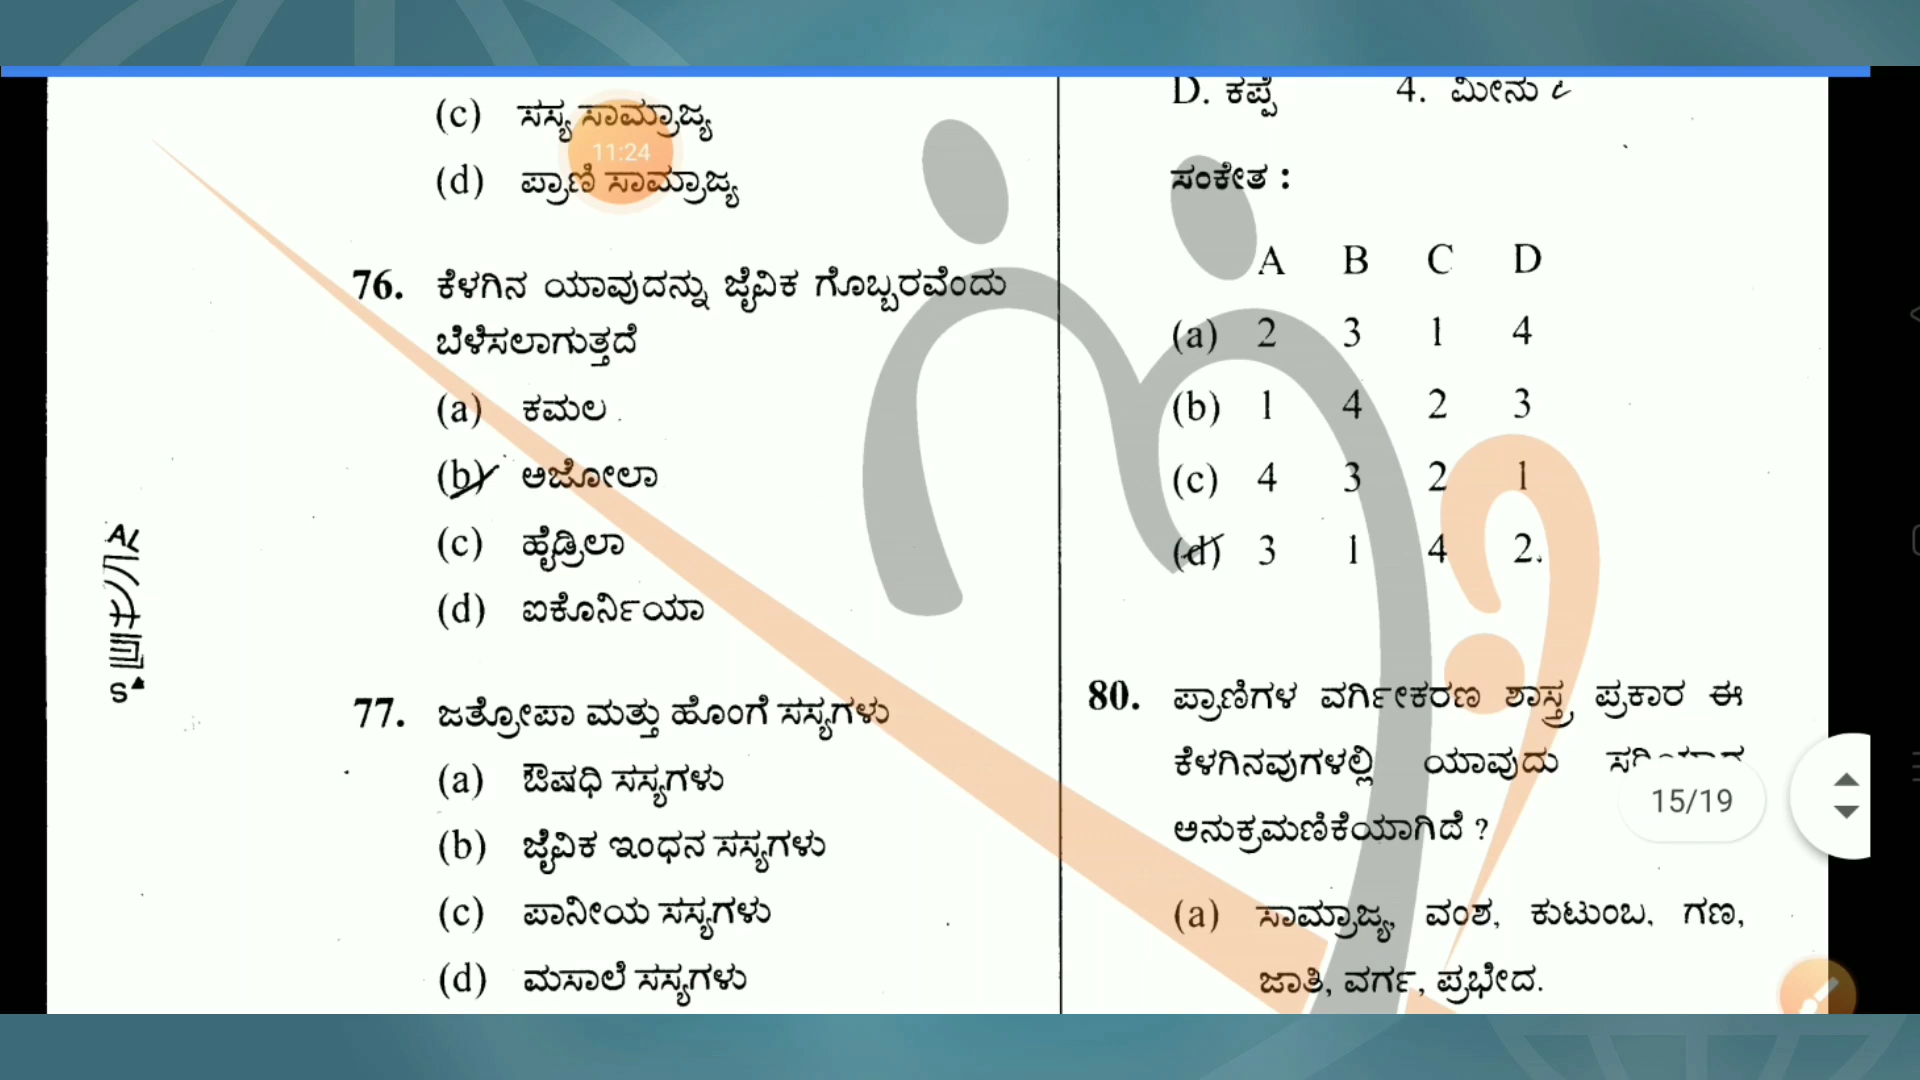 (c) ಸಸ್ಯ ಸಾಮ್ರಾಜ್ಯ
11:24
(d) ಪ್ರಾಣಿ ಸಾಮ್ರಾಜ್ಯ
76. ಕೆಳಗಿನ ಯಾವುದನ್ನು ಜೈವಿಕ ಗೊಬ್ಬರವೆಂದು
ಬೆಳೆಸಲಾಗುತ್ತದೆ
(a) ಕಮಲ
(b) ಅಜೋಲಾ
(c) ಹೈಡ್ರಿಲಾ
(d) ಐಕೊರ್ನಿಯಾ
77. ಜತ್ರೋಪಾ ಮತ್ತು ಹೊಂಗೆ ಸಸ್ಯಗಳು
(a) ಔಷಧಿ ಸಸ್ಯಗಳು
(b) ಜೈವಿಕ ಇಂಧನ ಸಸ್ಯಗಳು
(c) ಪಾನೀಯ ಸಸ್ಯಗಳು
(d) ಮಸಾಲೆ ಸಸ್ಯಗಳು
D. ಕಪ್ಪೆ 4. ಮೀನು
ಸಂಕೇತ :
A B C D
(a) 2 3 1 4
(b) 1 4 2 3
(c) 4 3 2 1
(d) 3 1 4 2
80. ಪ್ರಾಣಿಗಳ ವರ್ಗೀಕರಣ ಶಾಸ್ತ್ರ ಪ್ರಕಾರ ಈ
ಕೆಳಗಿನವುಗಳಲ್ಲಿ ಯಾವುದು
15/19
ಅನುಕ್ರಮಣಿಕೆಯಾಗಿದೆ ?
(a) ಸಾಮ್ರಾಜ್ಯ, ವಂಶ, ಕುಟುಂಬ, ಗಣ,
ಜಾತಿ, ವರ್ಗ, ಪ್ರಭೇದ.